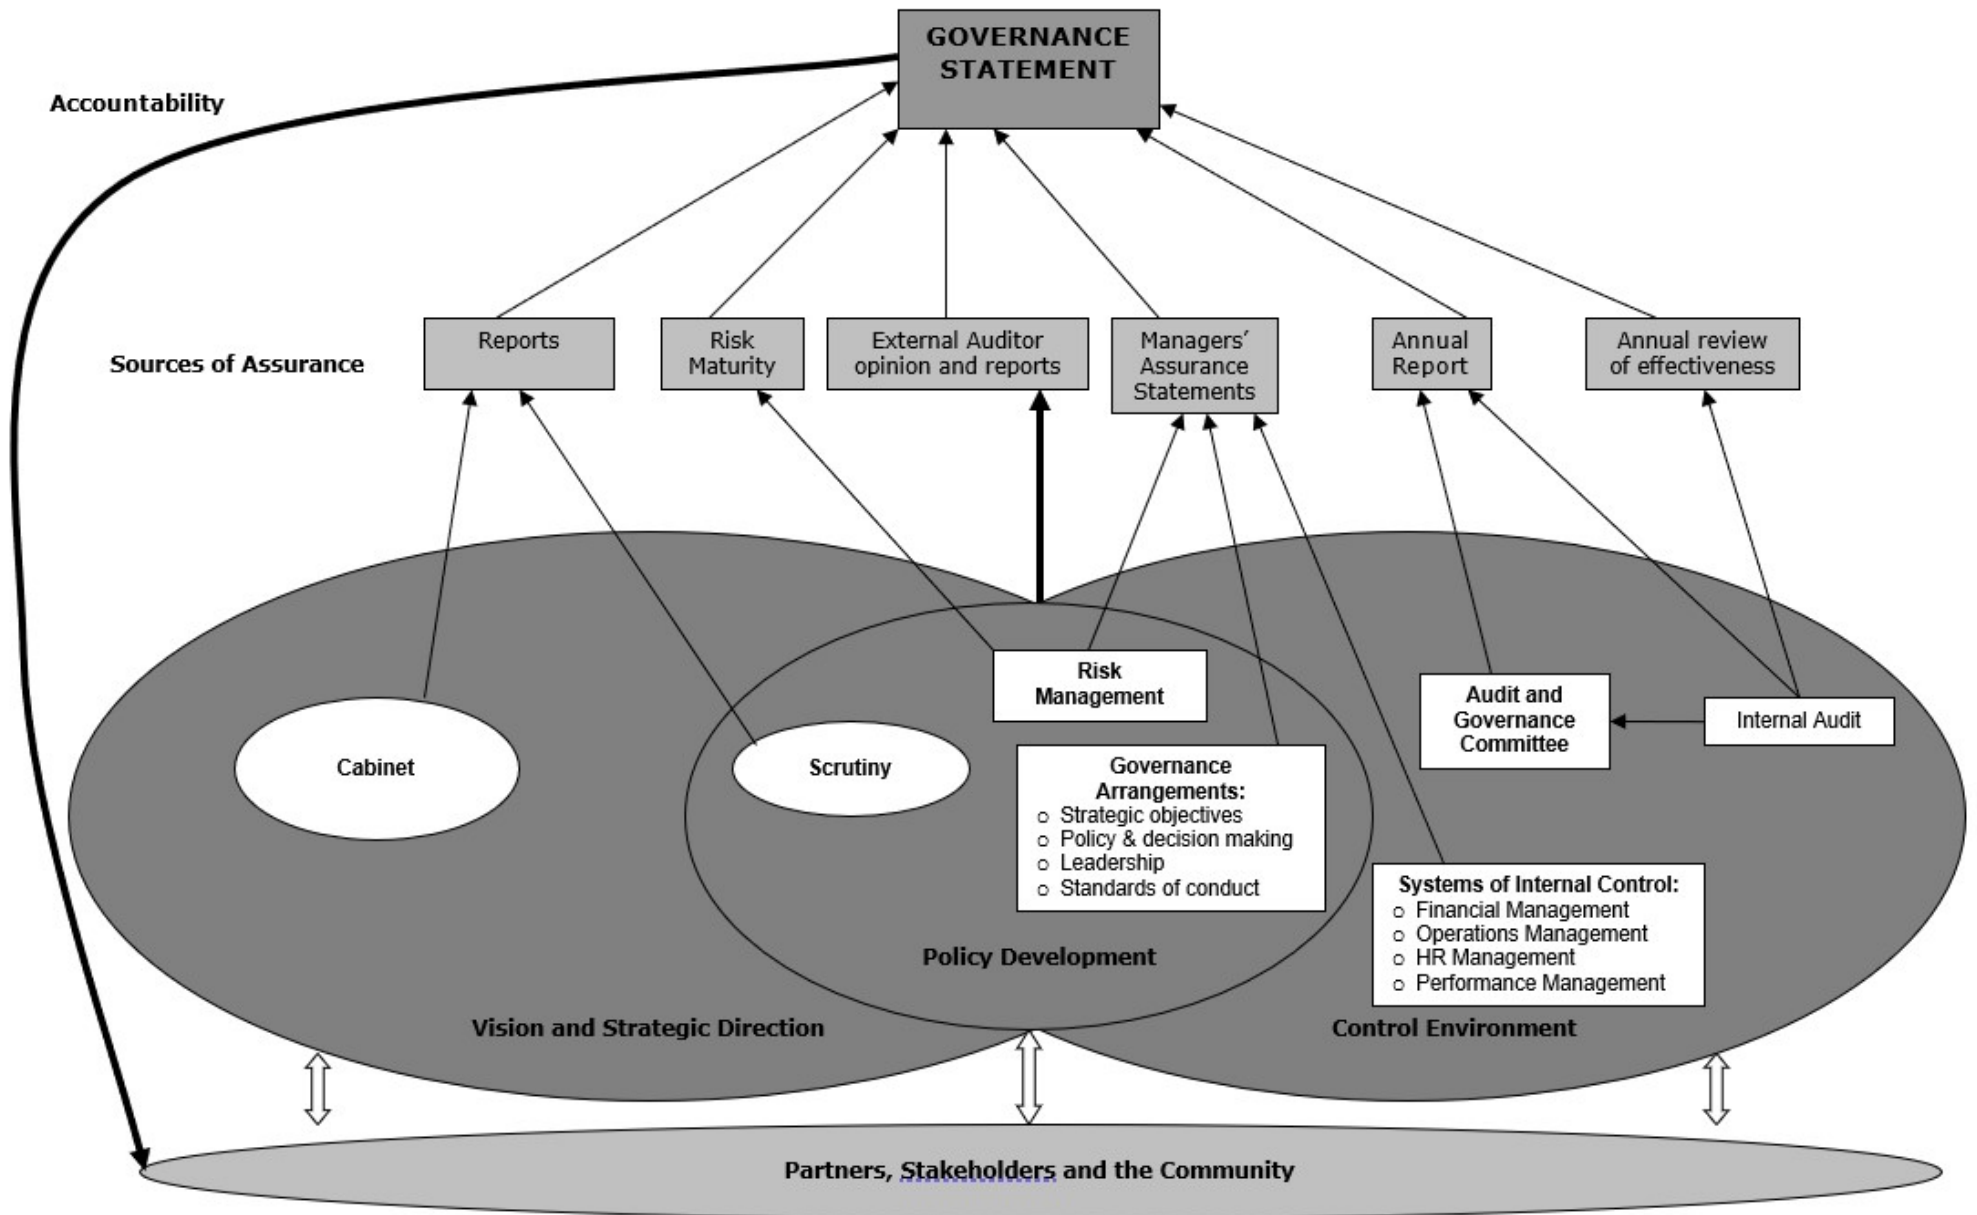 GOVERNANCE
STATEMENT
Accountability
Sources of Assurance
Reports
Risk
Maturity
External Auditor
opinion and reports
Managers’
Assurance
Statements
Annual
Report
Annual review
of effectiveness
Cabinet
Scrutiny
Risk
Management
Governance
Arrangements:
o Strategic objectives
o Policy & decision making
o Leadership
o Standards of conduct
Audit and
Governance
Committee
Internal Audit
Systems of Internal Control:
o Financial Management
o Operations Management
o HR Management
o Performance Management
Policy Development
Vision and Strategic Direction
Control Environment
Partners, Stakeholders and the Community